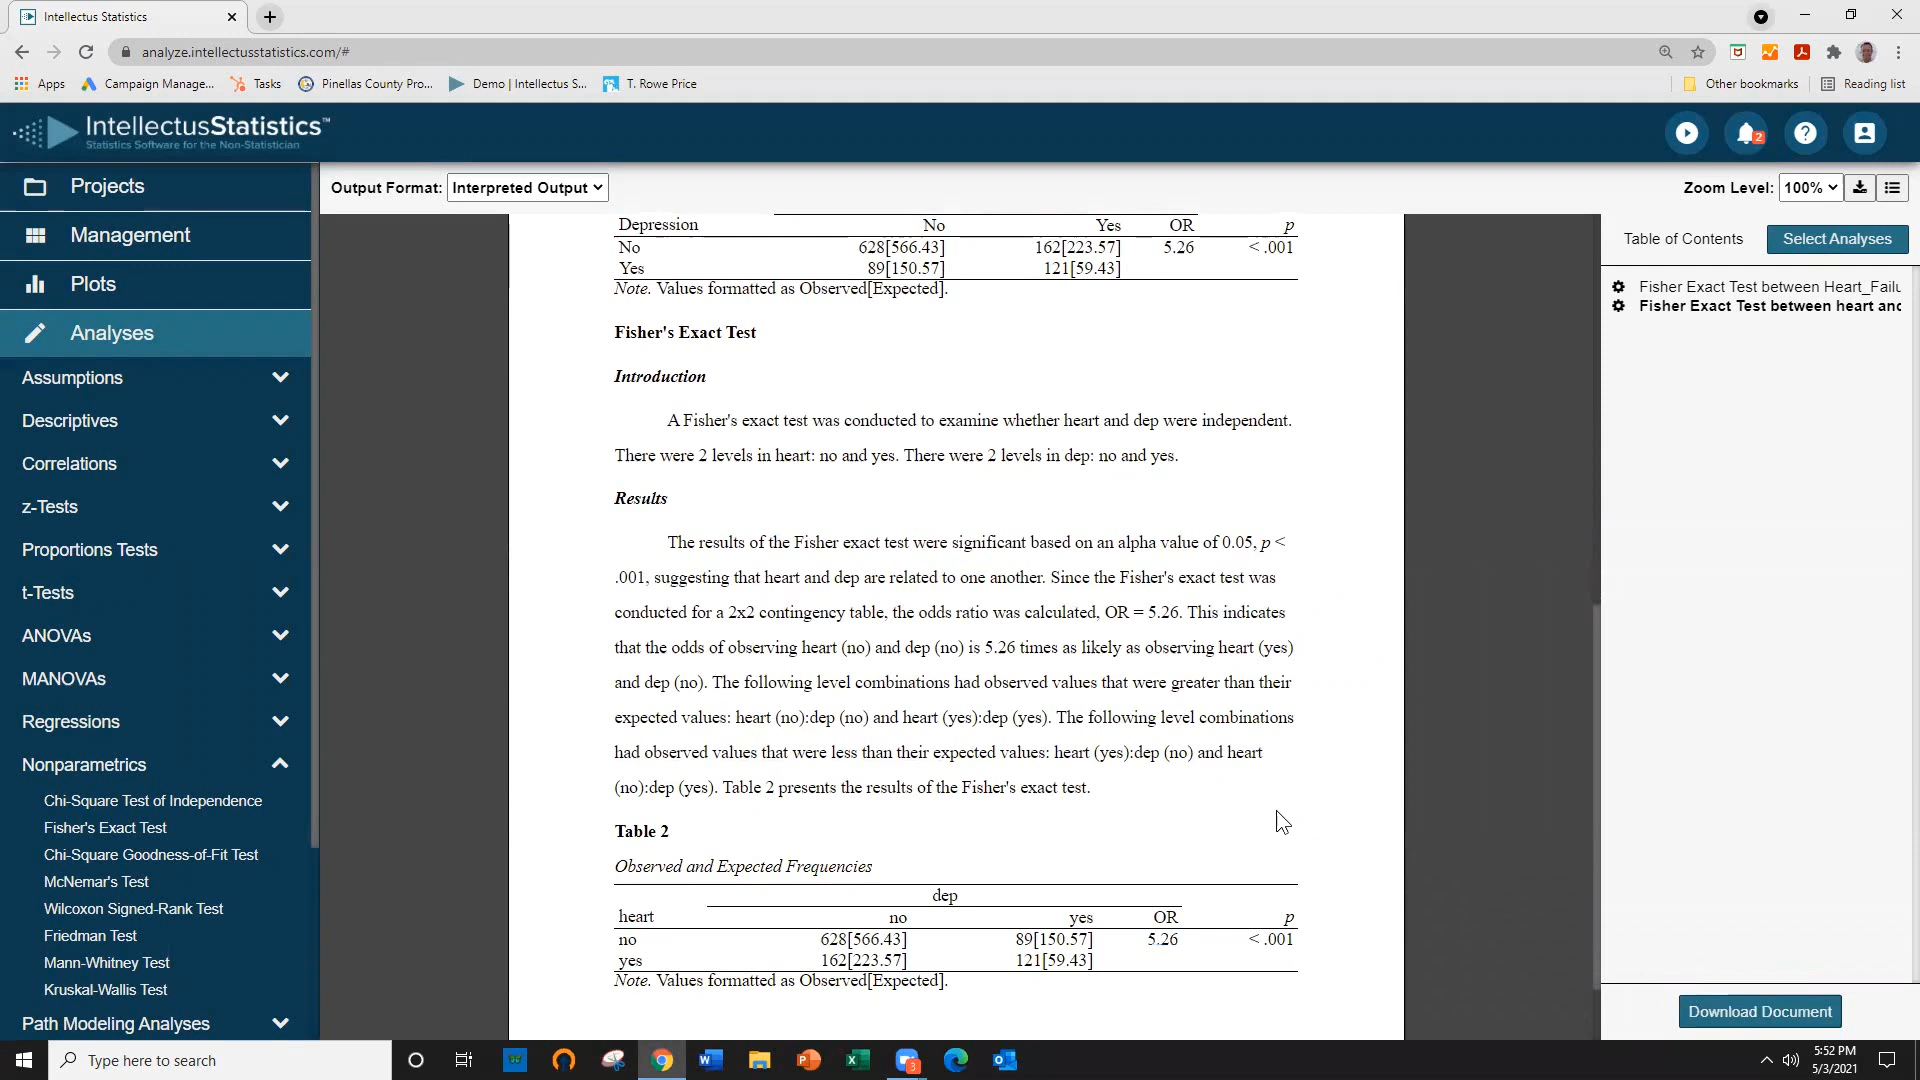 Intellectus Statistics
analyze.intellectusstatistics.com/#
Apps
Campaign Manage...
Tasks
Pinellas County Pro...
Demo | Intellectus S...
T. Rowe Price
Other bookmarks
Reading list
IntellectusStatistics™
Statistics Software for the Non-Statistician
2
Projects
Management
Plots
Analyses
Assumptions
Descriptives
Correlations
z-Tests
Proportions Tests
t-Tests
ANOVAs
MANOVAs
Regressions
Nonparametrics
Chi-Square Test of Independence
Fisher's Exact Test
Chi-Square Goodness-of-Fit Test
McNemar's Test
Wilcoxon Signed-Rank Test
Friedman Test
Mann-Whitney Test
Kruskal-Wallis Test
Path Modeling Analyses
Output Format: Interpreted Output
Zoom Level: 100%
Depression No Yes OR p
No 628[566.43] 162[223.57] 5.26 < .001
Yes 89[150.57] 121[59.43]
Note. Values formatted as Observed[Expected].
Fisher's Exact Test
Introduction
A Fisher's exact test was conducted to examine whether heart and dep were independent.
There were 2 levels in heart: no and yes. There were 2 levels in dep: no and yes.
Results
The results of the Fisher exact test were significant based on an alpha value of 0.05, p <
.001, suggesting that heart and dep are related to one another. Since the Fisher's exact test was
conducted for a 2x2 contingency table, the odds ratio was calculated, OR = 5.26. This indicates
that the odds of observing heart (no) and dep (no) is 5.26 times as likely as observing heart (yes)
and dep (no). The following level combinations had observed values that were greater than their
expected values: heart (no):dep (no) and heart (yes):dep (yes). The following level combinations
had observed values that were less than their expected values: heart (yes):dep (no) and heart
(no):dep (yes). Table 2 presents the results of the Fisher's exact test.
Table 2
Observed and Expected Frequencies
dep
heart no yes OR p
no 628[566.43] 89[150.57] 5.26 < .001
yes 162[223.57] 121[59.43]
Note. Values formatted as Observed[Expected].
Table of Contents
Select Analyses
Fisher Exact Test between Heart_Failu
Fisher Exact Test between heart and
Download Document
Type here to search
3
5:52 PM
5/3/2021